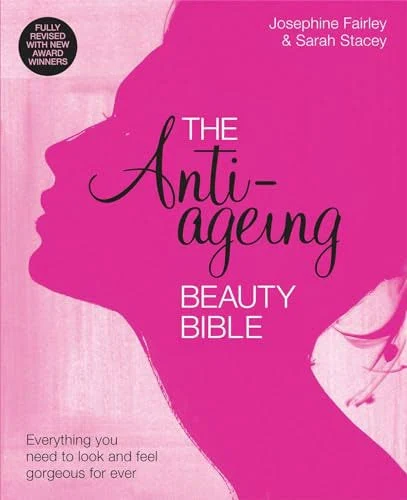 FULLY
REVISED
WITH NEW
AWARD
WINNERS
Josephine Fairley
& Sarah Stacey
THE
Anti-
ageing
BEAUTY
BIBLE
Everything you
need to look and feel
gorgeous for ever